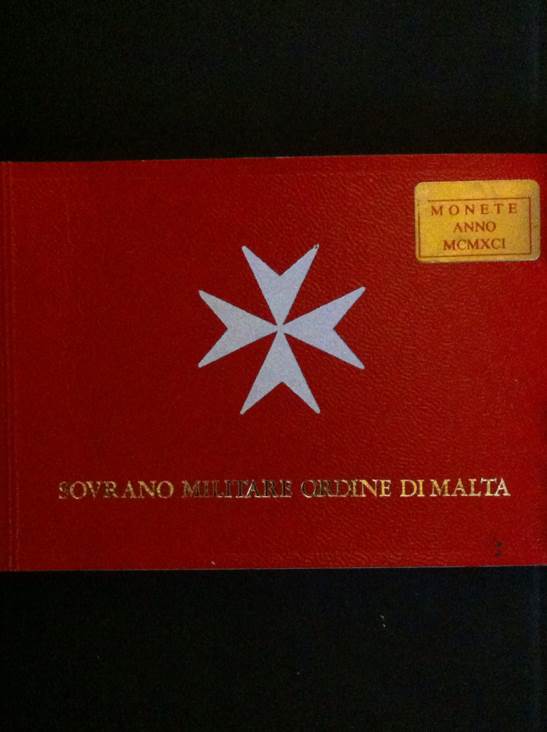 MONETE
ANNO
MCMXCI
SOVRANO MILITARE ORDINE DI MALTA